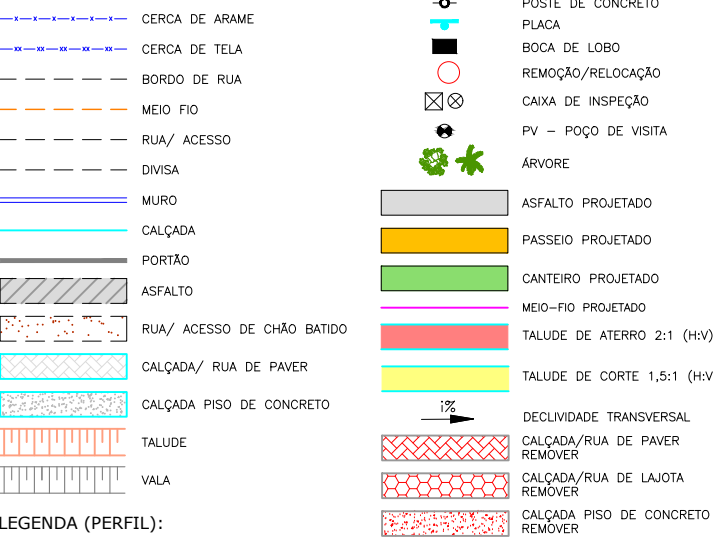 CERCA DE ARAME
CERCA DE TELA
BORDO DE RUA
MEIO FIO
RUA/ ACESSO
DIVISA
MURO
CALÇADA
PORTÃO
ASFALTO
RUA/ ACESSO DE CHÃO BATIDO
CALÇADA/ RUA DE PAVER
CALÇADA PISO DE CONCRETO
TALUDE
VALA
LEGENDA (PERFIL):
POSTE DE CONCRETO
PLACA
BOCA DE LOBO
REMOÇÃO/RELOCAÇÃO
CAIXA DE INSPEÇÃO
PV – POÇO DE VISITA
ÁRVORE
ASFALTO PROJETADO
PASSEIO PROJETADO
CANTEIRO PROJETADO
MEIO–FIO PROJETADO
TALUDE DE ATERRO 2:1 (H:V)
TALUDE DE CORTE 1,5:1 (H:V
i%
DECLIVIDADE TRANSVERSAL
CALÇADA/RUA DE PAVER
REMOVER
CALÇADA/RUA DE LAJOTA
REMOVER
CALÇADA PISO DE CONCRETO
REMOVER